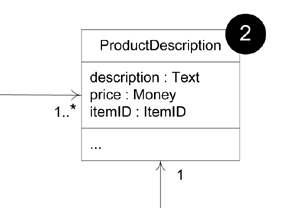 2
ProductDescription
description : Text
price : Money
itemID : ItemID
1..*
...
1